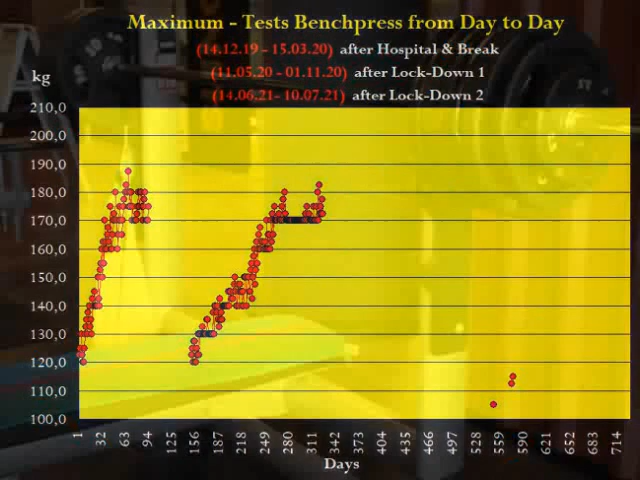 Maximum - Tests Benchpress from Day to Day
(14.12.19 - 15.03.20) after Hospital & Break
(11.05.20 - 01.11.20) after Lock-Down 1
(14.06.21- 10.07.21) after Lock-Down 2
kg
210,0
200,0
190,0
180,0
170,0
160,0
150,0
140,0
130,0
120,0
110,0
100,0
1 32 63 94 125 156 187 218 249 280 311 342 373 404 435 466 497 528 559 590 621 652 683 714
Days